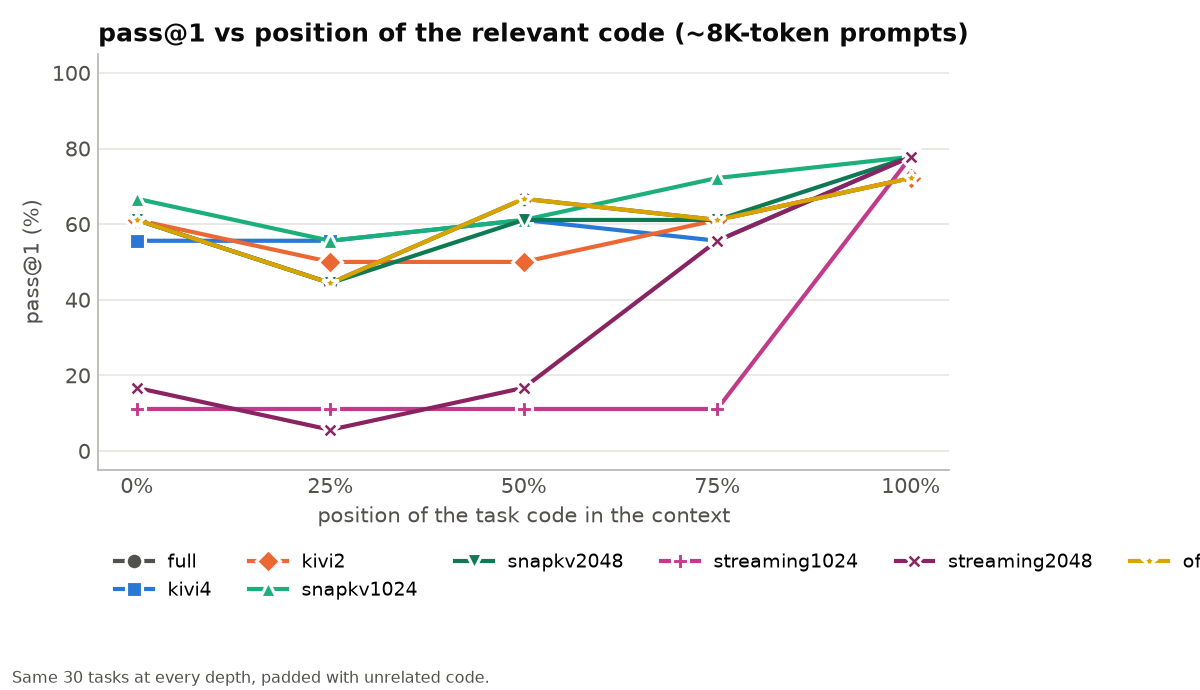 pass@1 vs position of the relevant code (~8K-token prompts)
100
80
60
40
20
0
pass@1 (%)
0% 25% 50% 75% 100%
position of the task code in the context
full kivi2 snapkv2048 streaming1024 streaming2048
kivi4 snapkv1024
Same 30 tasks at every depth, padded with unrelated code.